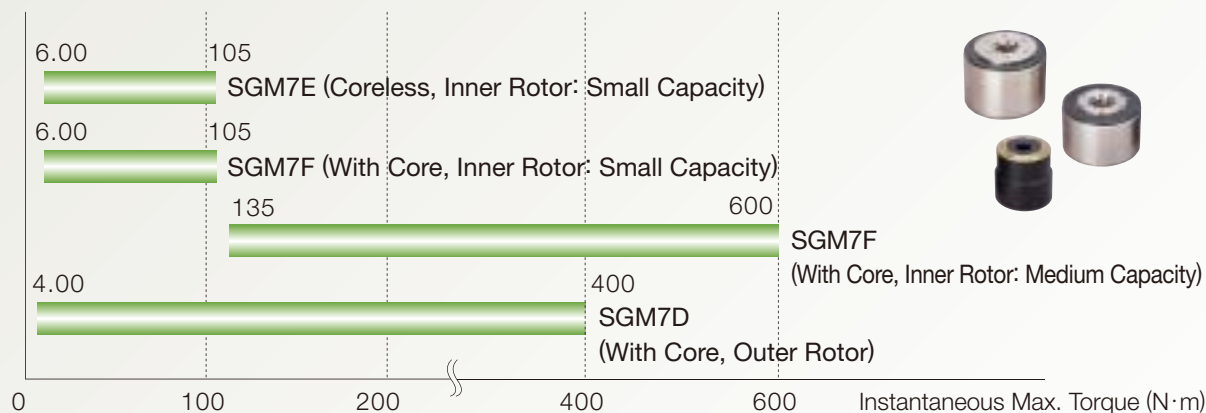 6.00 105
SGM7E (Coreless, Inner Rotor: Small Capacity)
6.00 105
SGM7F (With Core, Inner Rotor: Small Capacity)
135 600
SGM7F
(With Core, Inner Rotor: Medium Capacity)
4.00 400
SGM7D
(With Core, Outer Rotor)
0 100 200 400 600 Instantaneous Max. Torque (N·m)